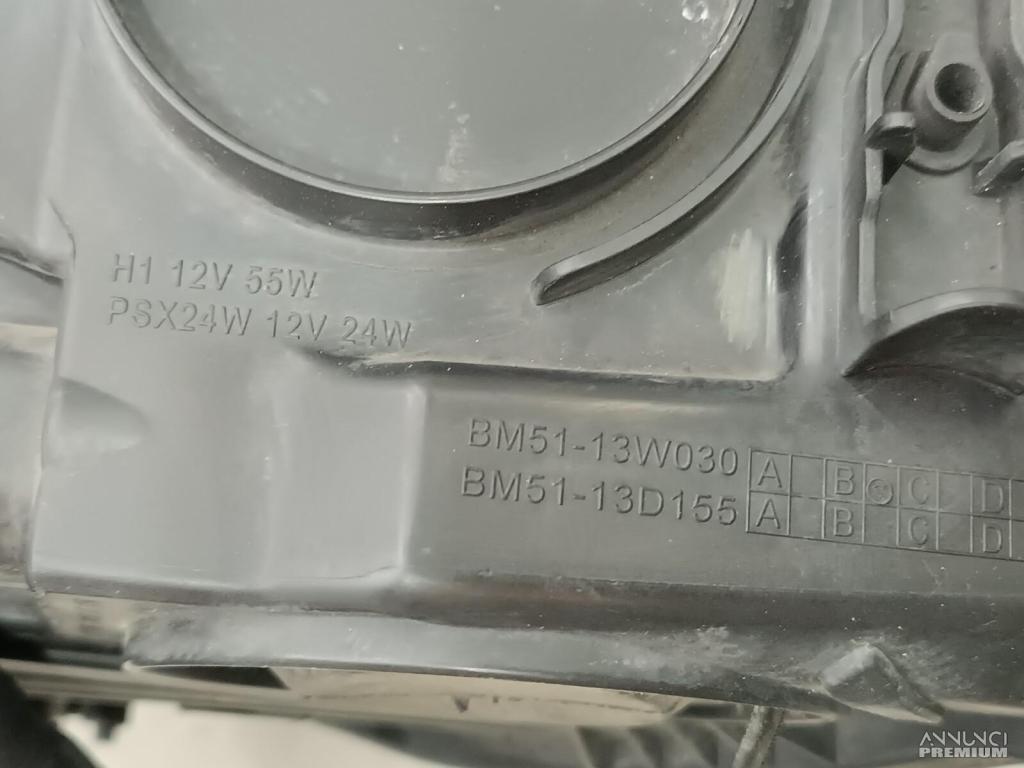 H1 12V 55W
PSX24W 12V 24W
BM51-13W030 A B C D
BM51-13D155 A B C D
ANNUNCI
PREMIUM